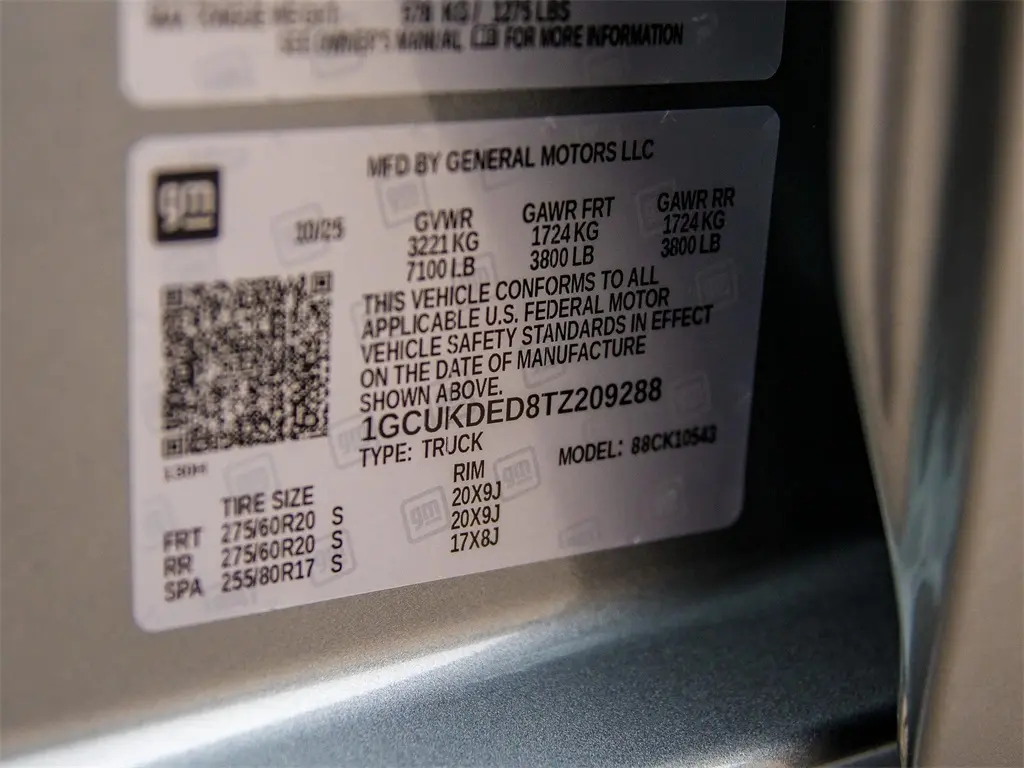 978 KG / 1275 LBS
SEE OWNER'S MANUAL FOR MORE INFORMATION
MFD BY GENERAL MOTORS LLC
gm
10/25
GVWR GAWR FRT GAWR RR
3221 KG 1724 KG 1724 KG
7100 LB 3800 LB 3800 LB
THIS VEHICLE CONFORMS TO ALL
APPLICABLE U.S. FEDERAL MOTOR
VEHICLE SAFETY STANDARDS IN EFFECT
ON THE DATE OF MANUFACTURE
SHOWN ABOVE.
1GCUKDED8TZ209288
TYPE: TRUCK MODEL: 88CK10543
TIRE SIZE RIM
FRT 275/60R20 S 20X9J
RR 275/60R20 S 20X9J
SPA 255/80R17 S 17X8J